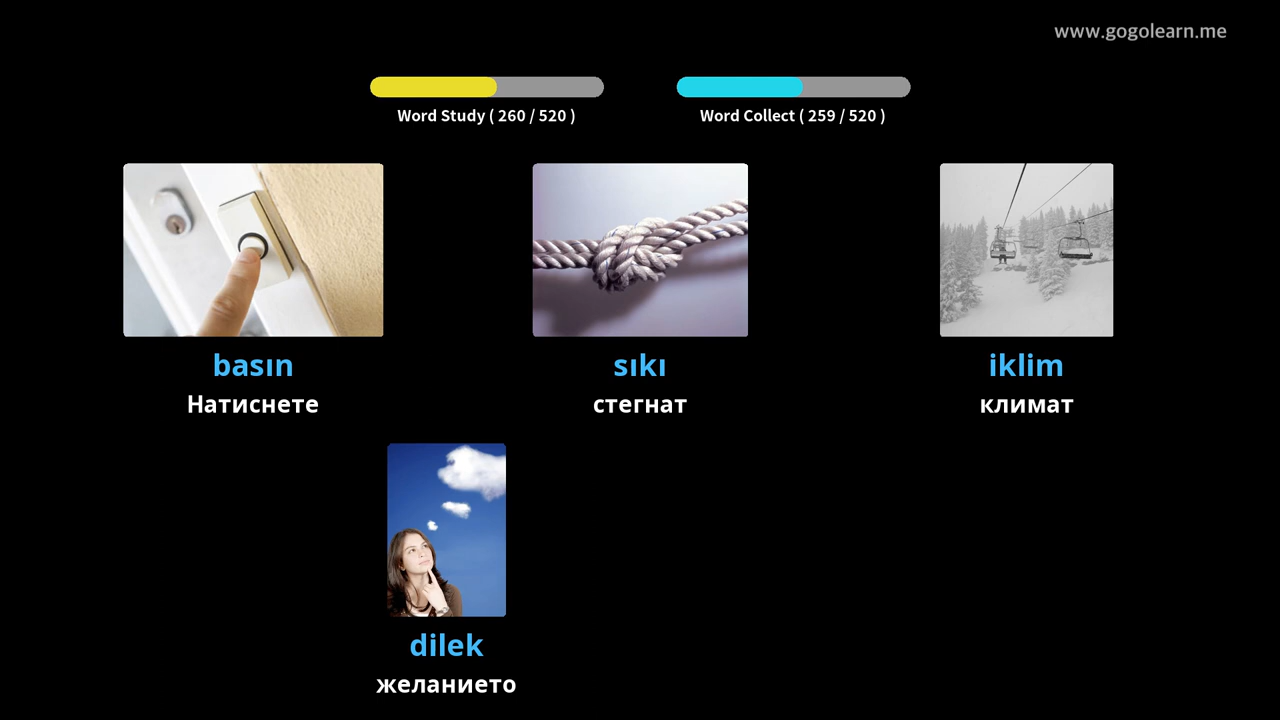 www.gogolearn.me
Word Study ( 260 / 520 )
Word Collect ( 259 / 520 )
basın
Натиснете
sıkı
стегнат
iklim
климат
dilek
желанието